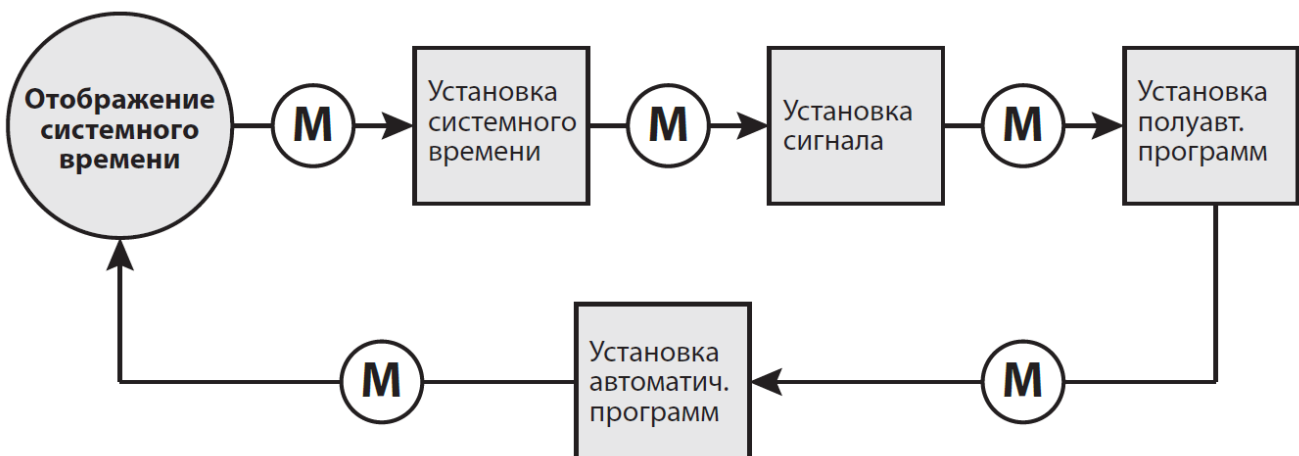 Отображение
системного
времени
М
Установка
системного
времени
М
Установка
сигнала
М
Установка
полуавт.
программ
М
Установка
автоматич.
программ
М